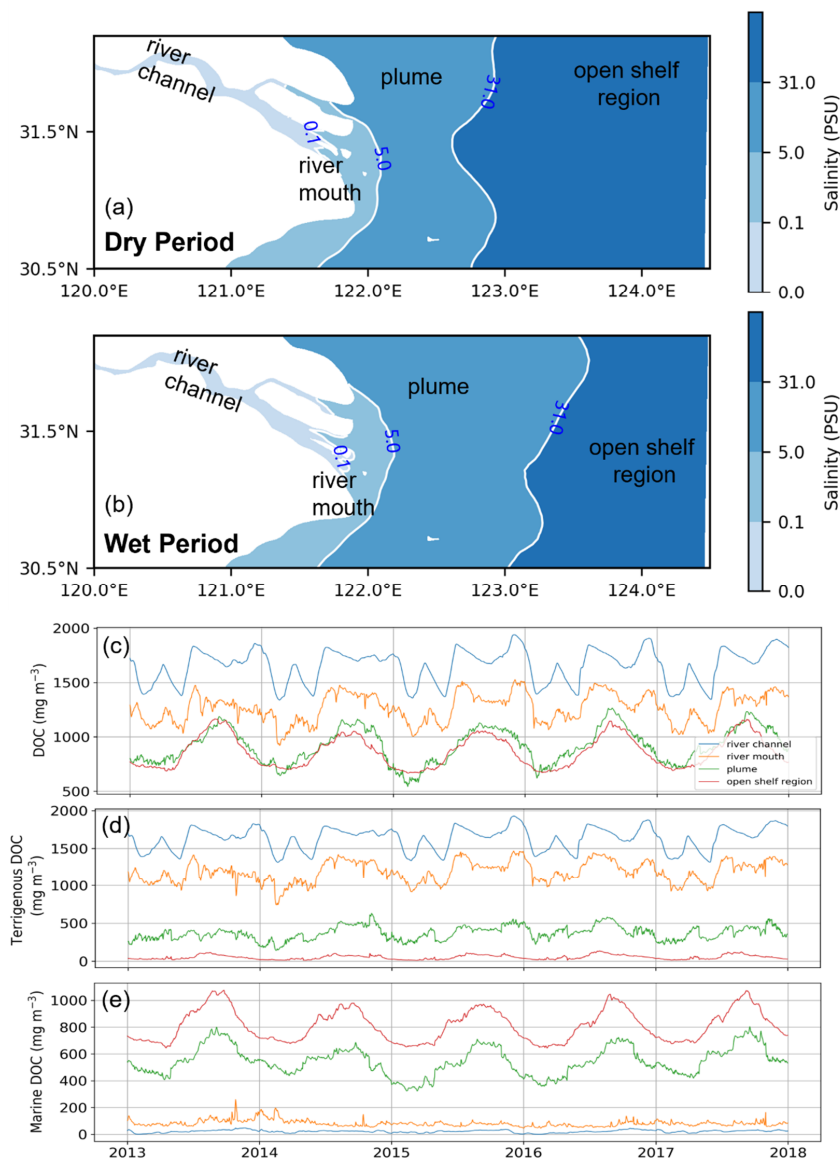 river
channel
plume
open shelf
region
31.0
0.1
5.0
river
mouth
(a)
Dry Period
31.5°N
30.5°N
120.0°E
121.0°E
122.0°E
123.0°E
124.0°E
31.0
5.0
0.1
0.0
Salinity (PSU)
river
channel
plume
open shelf
region
31.0
5.0
0.1
river
mouth
(b)
Wet Period
31.5°N
30.5°N
120.0°E
121.0°E
122.0°E
123.0°E
124.0°E
31.0
5.0
0.1
0.0
Salinity (PSU)
(c)
2000
1500
1000
500
DOC (mg m⁻³)
river channel
river mouth
plume
open shelf region
(d)
2000
1500
1000
500
0
Terrigenous DOC
(mg m⁻³)
(e)
1000
800
600
400
200
0
Marine DOC (mg m⁻³)
2013
2014
2015
2016
2017
2018